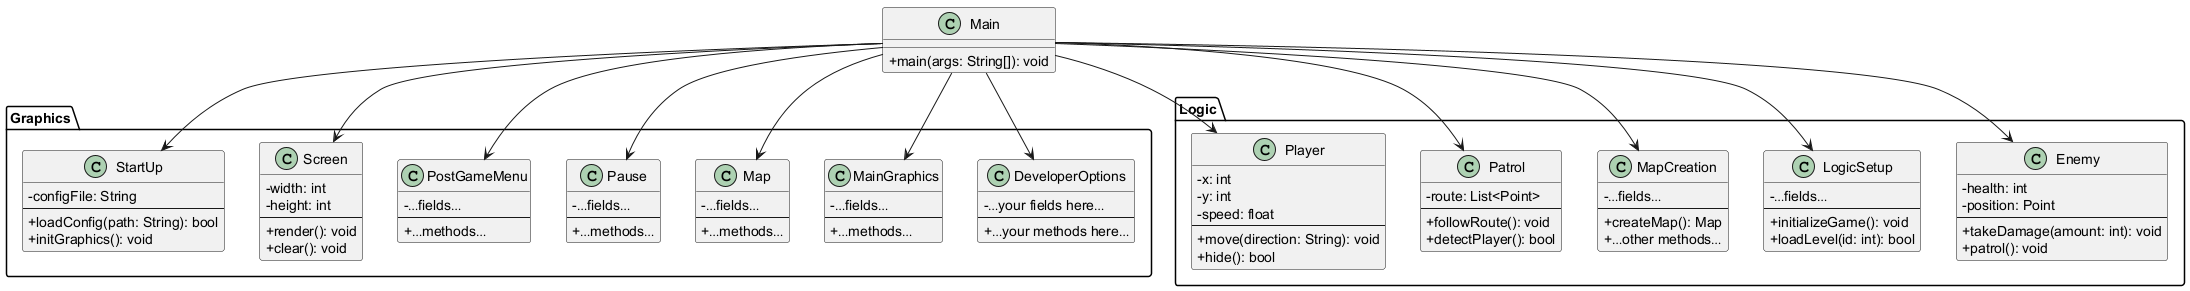 C Main
+main(args: String[]): void
Graphics
C StartUp
-configFile: String
+loadConfig(path: String): bool
+initGraphics(): void
C Screen
-width: int
-height: int
+render(): void
+clear(): void
C PostGameMenu
-...fields...
+...methods...
C Pause
-...fields...
+...methods...
C Map
-...fields...
+...methods...
C MainGraphics
-...fields...
+...methods...
C DeveloperOptions
-...your fields here...
+...your methods here...
Logic
C Player
-x: int
-y: int
-speed: float
+move(direction: String): void
+hide(): bool
C Patrol
-route: List<Point>
+followRoute(): void
+detectPlayer(): bool
C MapCreation
-...fields...
+createMap(): Map
+...other methods...
C LogicSetup
-...fields...
+initializeGame(): void
+loadLevel(id: int): bool
C Enemy
-health: int
-position: Point
+takeDamage(amount: int): void
+patrol(): void